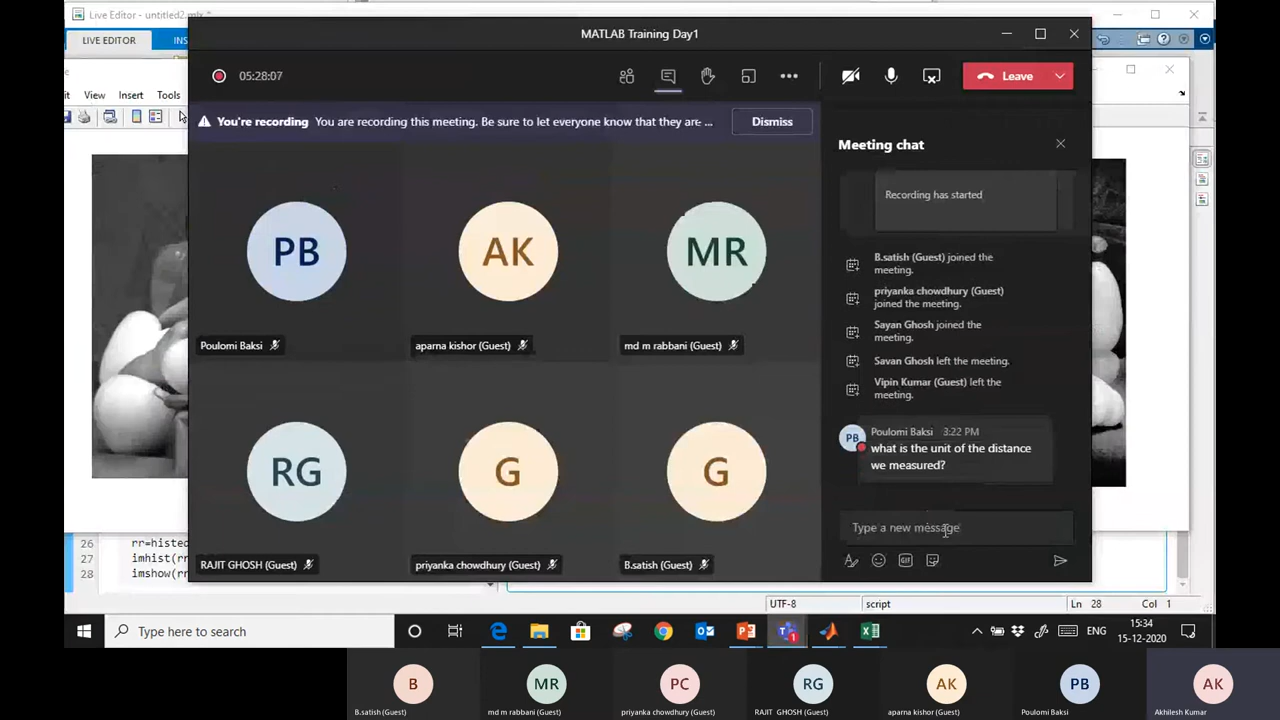 Live Editor - untitled2.mlx *
MATLAB Training Day1
LIVE EDITOR
INS
05:28:07
Leave
View
Insert
Tools
You're recording You are recording this meeting. Be sure to let everyone know that they are ...
Dismiss
Meeting chat
Recording has started
B.satish (Guest) joined the
meeting.
priyanka chowdhury (Guest)
joined the meeting.
Sayan Ghosh joined the
meeting.
Sayan Ghosh left the meeting.
Vipin Kumar (Guest) left the
meeting.
PB
AK
MR
Poulomi Baksi
aparna kishor (Guest)
md m rabbani (Guest)
PB
Poulomi Baksi 3:22 PM
what is the unit of the distance
we measured?
RG
G
G
Type a new message
RAJIT GHOSH (Guest)
priyanka chowdhury (Guest)
B.satish (Guest)
26 rr=histed
27 imhist(rr
28 imshow(rr
UTF-8
script
Ln 28
Col 1
Type here to search
1
ENG
15:34
15-12-2020
B
MR
PC
RG
AK
PB
AK
B.satish (Guest)
md m rabbani (Guest)
priyanka chowdhury (Guest)
RAJIT GHOSH (Guest)
aparna kishor (Guest)
Poulomi Baksi
Akhilesh Kumar